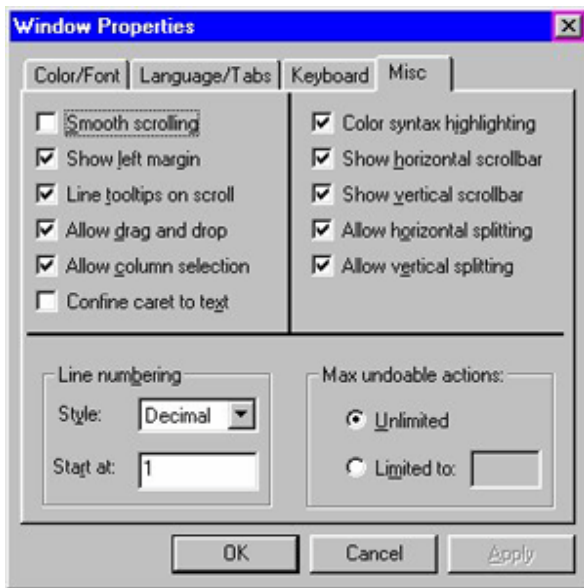 Window Properties
Color/Font
Language/Tabs
Keyboard
Misc
Smooth scrolling
Show left margin
Line tooltips on scroll
Allow drag and drop
Allow column selection
Confine caret to text
Color syntax highlighting
Show horizontal scrollbar
Show vertical scrollbar
Allow horizontal splitting
Allow vertical splitting
Line numbering
Style: Decimal
Start at: 1
Max undoable actions:
Unlimited
Limited to:
OK
Cancel
Apply